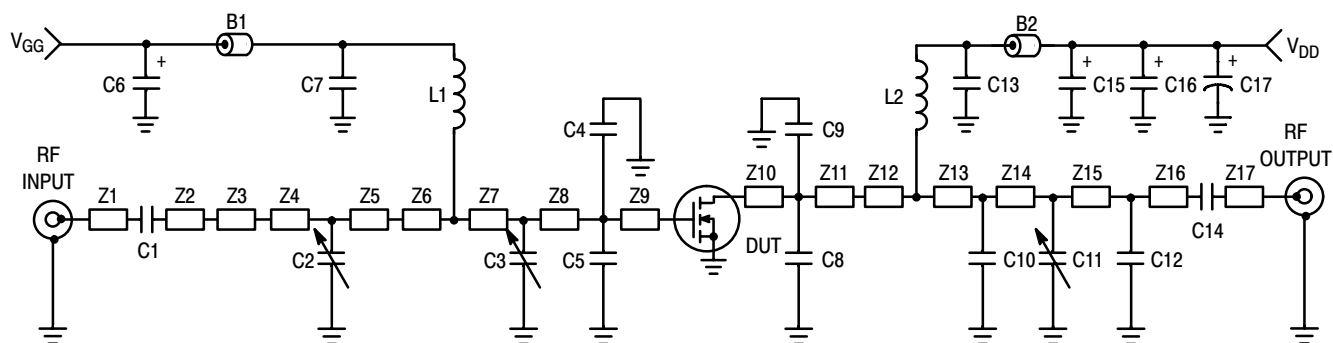 B1
B2
VGG
VDD
+
+
+
+
C6
C7
L1
L2
C13
C15
C16
C17
C4
C9
RF
INPUT
RF
OUTPUT
Z1
Z2
Z3
Z4
Z5
Z6
Z7
Z8
Z9
Z10
Z11
Z12
Z13
Z14
Z15
Z16
Z17
C1
C14
DUT
C2
C3
C5
C8
C10
C11
C12